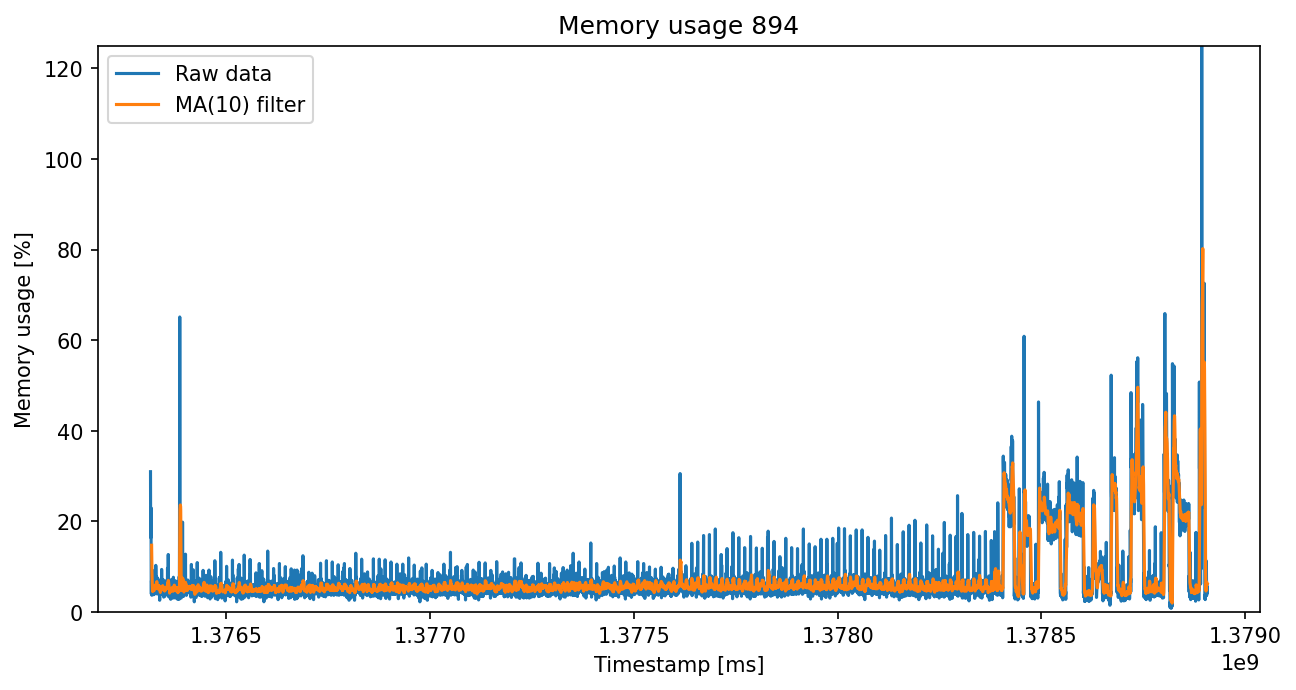 Memory usage 894
Raw data
MA(10) filter
Memory usage [%]
120
100
80
60
40
20
0
1.3765 1.3770 1.3775 1.3780 1.3785 1.3790
1e9
Timestamp [ms]